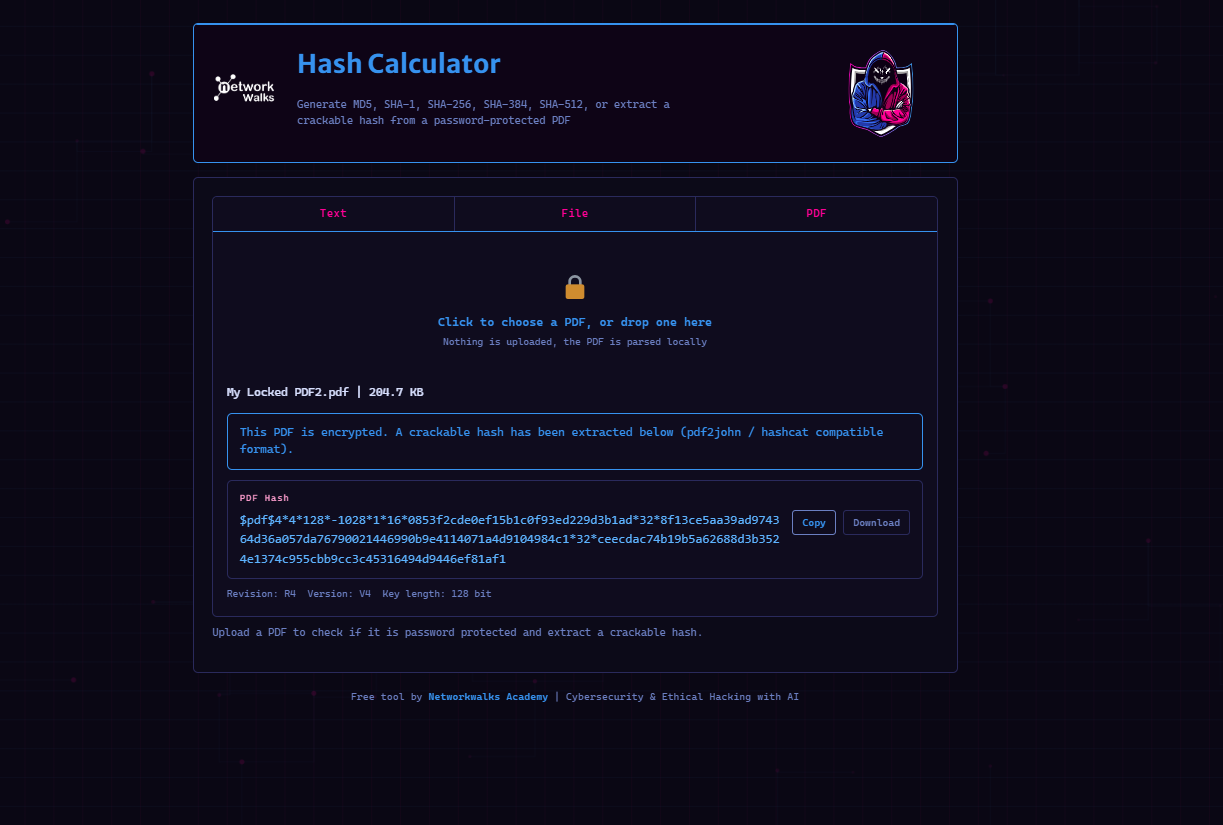 network
Walks
Hash Calculator
Generate MD5, SHA-1, SHA-256, SHA-384, SHA-512, or extract a
crackable hash from a password-protected PDF
Text
File
PDF
Click to choose a PDF, or drop one here
Nothing is uploaded, the PDF is parsed locally
My Locked PDF2.pdf | 204.7 KB
This PDF is encrypted. A crackable hash has been extracted below (pdf2john / hashcat compatible
format).
PDF Hash
$pdf$4*4*128*-1028*1*16*0853f2cde0ef15b1c0f93ed229d3b1ad*32*8f13ce5aa39ad9743
64d36a057da76790021446990b9e4114071a4d9104984c1*32*ceecdac74b19b5a62688d3b352
4e1374c955cbb9cc3c45316494d9446ef81af1
Copy
Download
Revision: R4 Version: V4 Key length: 128 bit
Upload a PDF to check if it is password protected and extract a crackable hash.
Free tool by Networkwalks Academy | Cybersecurity & Ethical Hacking with AI